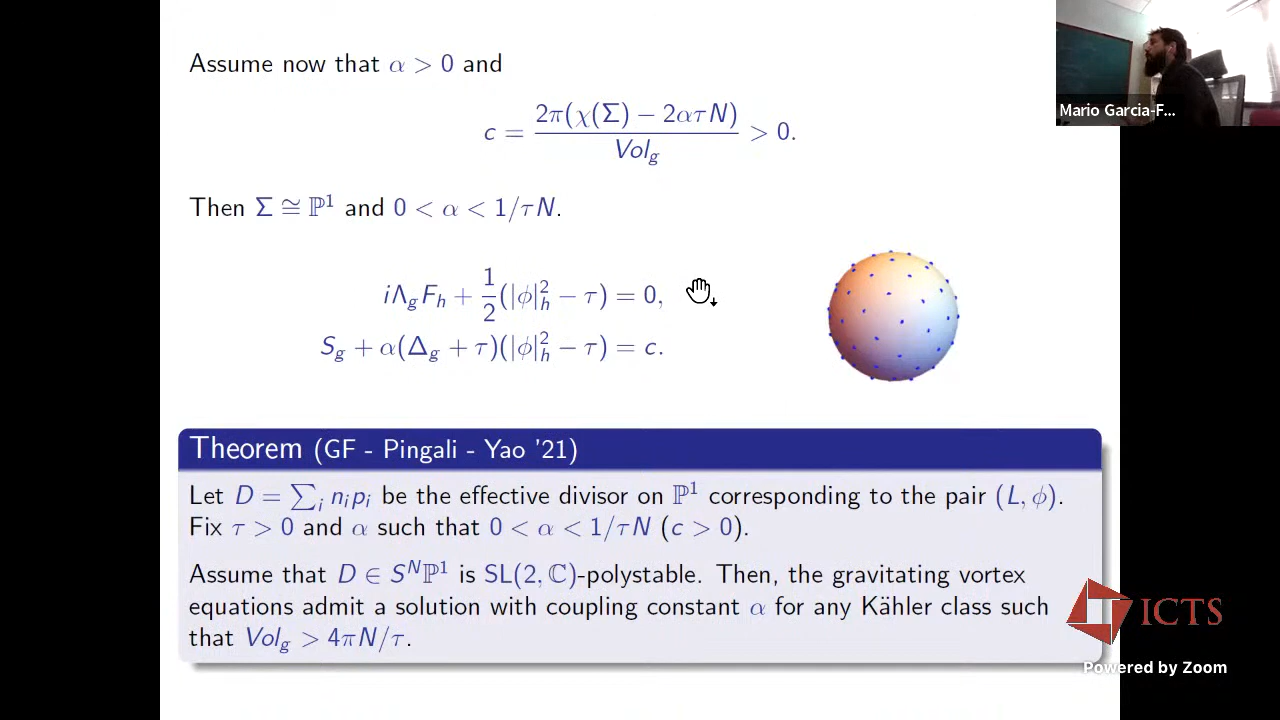 Assume now that α > 0 and
c = 2π(χ(Σ) − 2ατN) / Vol_g > 0.
Then Σ ≅ ℙ¹ and 0 < α < 1/τN.
iΛ_g F_h + 1/2 (|ϕ|²_h − τ) = 0,
S_g + α(Δ_g + τ)(|ϕ|²_h − τ) = c.
Theorem (GF - Pingali - Yao '21)
Let D = ∑_i n_i p_i be the effective divisor on ℙ¹ corresponding to the pair (L, ϕ).
Fix τ > 0 and α such that 0 < α < 1/τN (c > 0).
Assume that D ∈ S^N ℙ¹ is SL(2, ℂ)-polystable. Then, the gravitating vortex
equations admit a solution with coupling constant α for any Kähler class such
that Vol_g > 4πN/τ.
Mario Garcia-F...
ICTS
Powered by Zoom